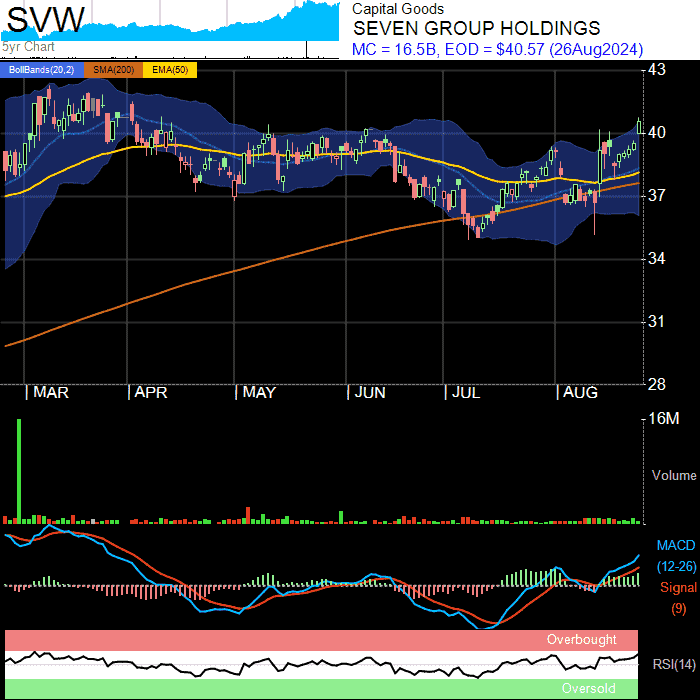 SVW
5yr Chart
Capital Goods
SEVEN GROUP HOLDINGS
MC = 16.5B, EOD = $40.57 (26Aug2024)
BollBands(20,2) SMA(200) EMA(50)
43
40
37
34
31
28
MAR APR MAY JUN JUL AUG
16M
Volume
MACD
(12-26)
Signal
(9)
Overbought
RSI(14)
Oversold